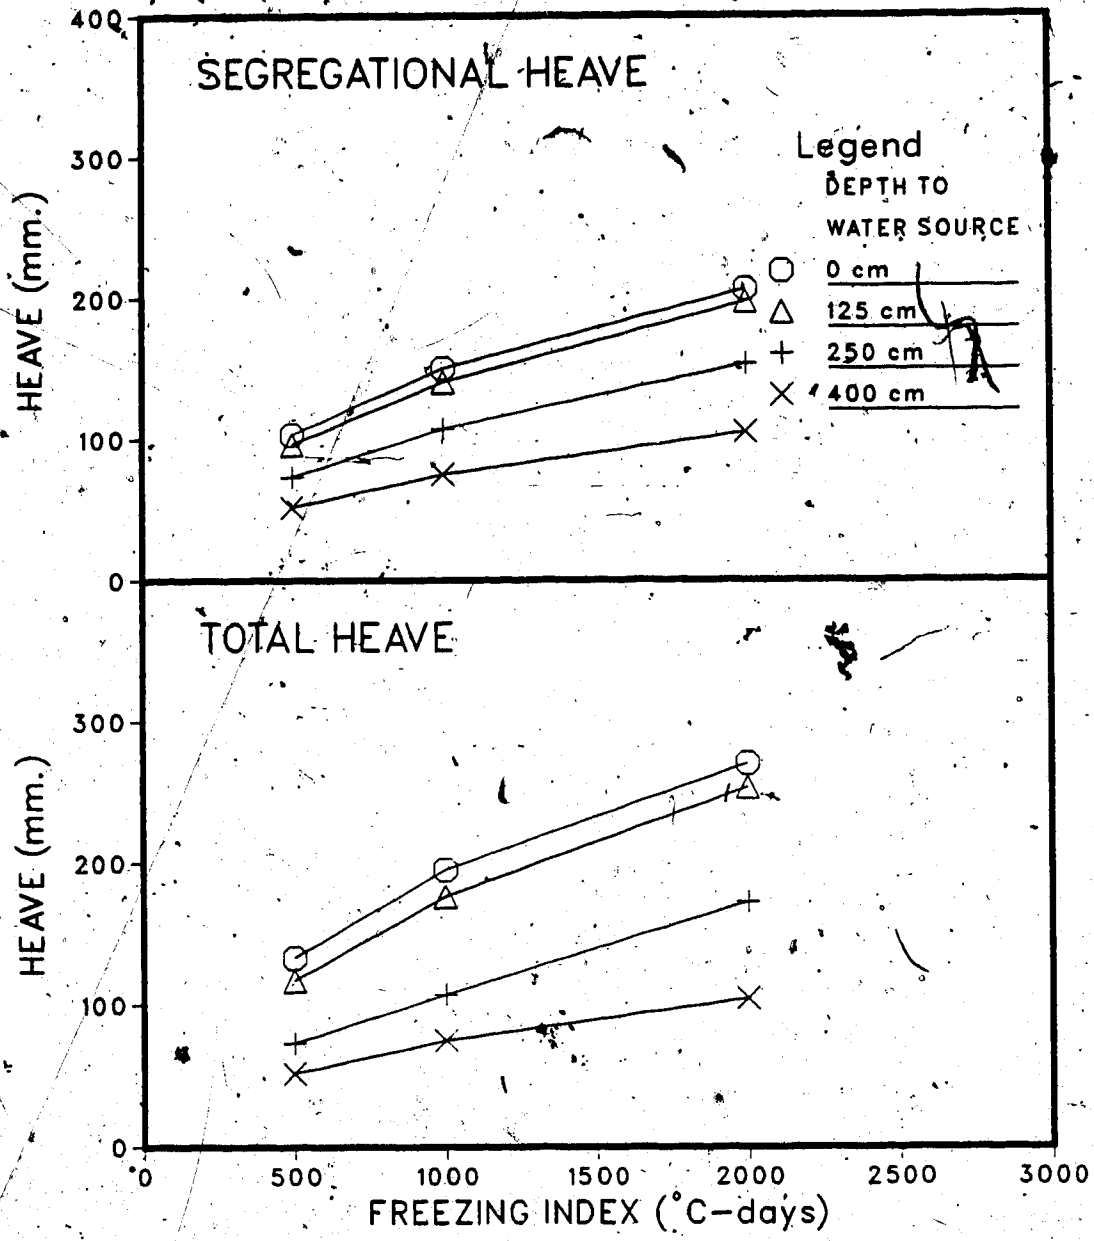 400
SEGREGATIONAL HEAVE
300
200
100
0
HEAVE (mm.)
Legend
DEPTH TO
WATER SOURCE
0 cm
125 cm
250 cm
400 cm
TOTAL HEAVE
300
200
100
0
HEAVE (mm.)
0 500 1000 1500 2000 2500 3000
FREEZING INDEX (°C-days)